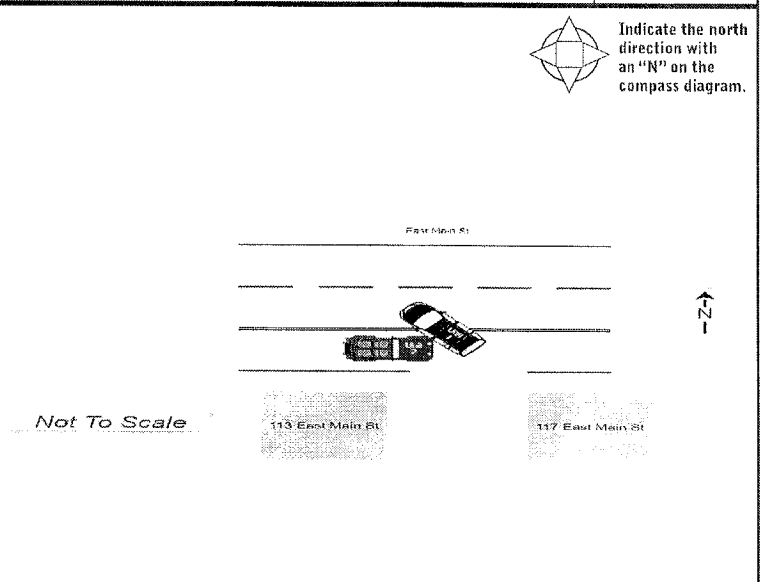 Indicate the north
direction with
an "N" on the
compass diagram.
East Main St
N
Not To Scale
113 East Main St
117 East Main St